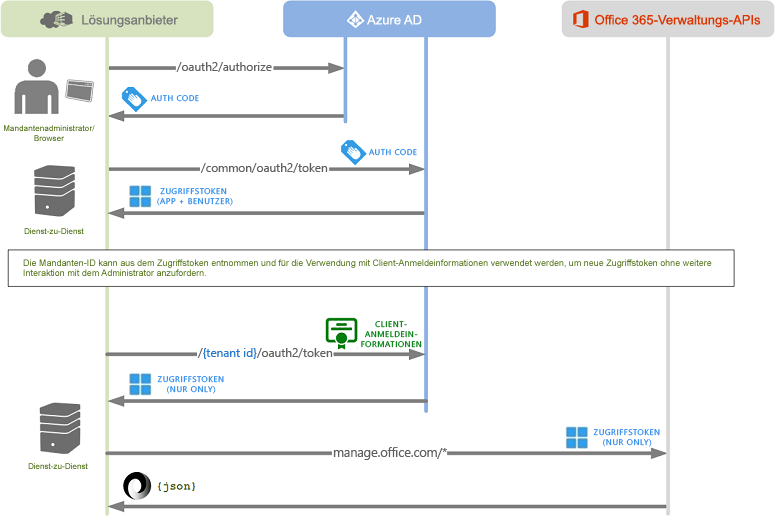 Lösungsanbieter
Azure AD
Office 365-Verwaltungs-APIs
/oauth2/authorize
AUTH CODE
Mandantenadministrator/
Browser
AUTH CODE
/common/oauth2/token
ZUGRIFFSTOKEN
(APP + BENUTZER)
Dienst-zu-Dienst
Die Mandanten-ID kann aus dem Zugriffstoken entnommen und für die Verwendung mit Client-Anmeldeinformationen verwendet werden, um neue Zugriffstoken ohne weitere
Interaktion mit dem Administrator anzufordern.
CLIENT-
ANMELDEIN-
FORMATIONEN
/{tenant id}/oauth2/token
ZUGRIFFSTOKEN
(NUR ONLY)
ZUGRIFFSTOKEN
(NUR ONLY)
manage.office.com/*
Dienst-zu-Dienst
{json}